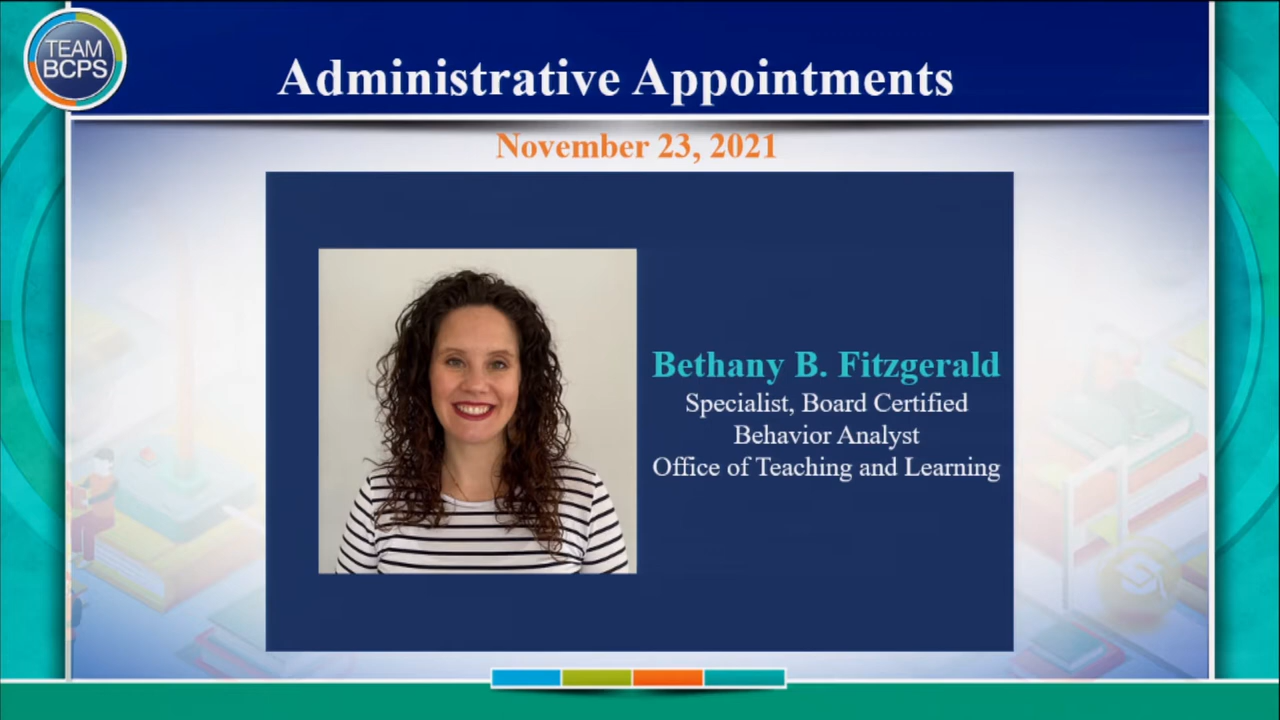 TEAM
BCPS
Administrative Appointments
November 23, 2021
Bethany B. Fitzgerald
Specialist, Board Certified
Behavior Analyst
Office of Teaching and Learning